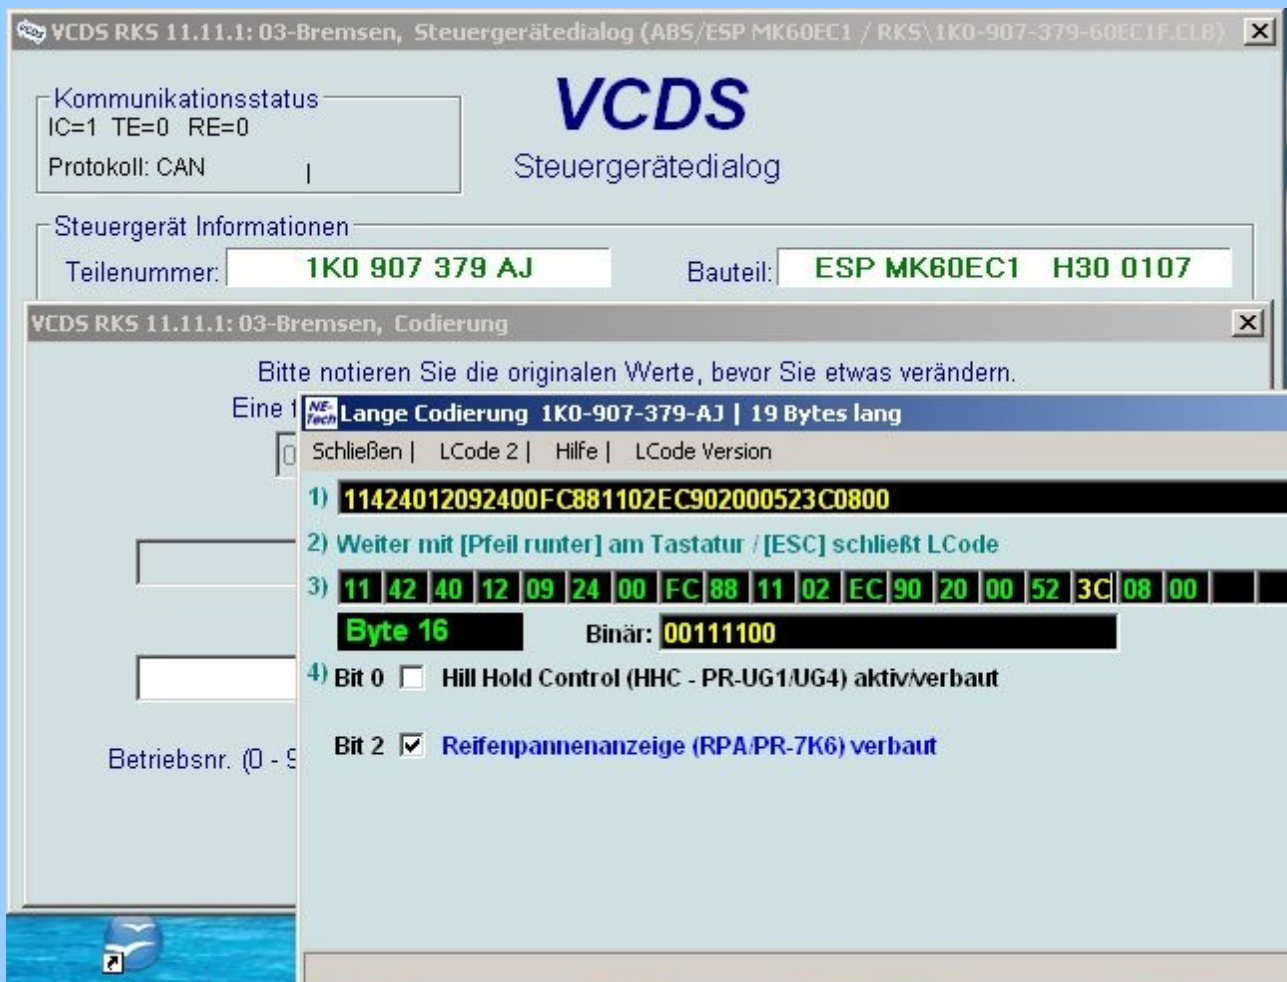 VCDS RKS 11.11.1: 03-Bremsen, Steuergerätedialog (ABS/ESP MK60EC1 / RKS\1K0-907-379-60EC1F.CLB)
Kommunikationsstatus
IC=1 TE=0 RE=0
Protokoll: CAN
VCDS
Steuergerätedialog
Steuergerät Informationen
Teilenummer: 1K0 907 379 AJ Bauteil: ESP MK60EC1 H30 0107
VCDS RKS 11.11.1: 03-Bremsen, Codierung
Bitte notieren Sie die originalen Werte, bevor Sie etwas verändern.
Eine
NE-Tech Lange Codierung 1K0-907-379-AJ | 19 Bytes lang
Schließen | LCode 2 | Hilfe | LCode Version
1) 11424012092400FC881102EC902000523C0800
2) Weiter mit [Pfeil runter] am Tastatur / [ESC] schließt LCode
3) 11 42 40 12 09 24 00 FC 88 11 02 EC 90 20 00 52 3C 08 00
Byte 16 Binär: 00111100
4) Bit 0 Hill Hold Control (HHC - PR-UG1/UG4) aktiv/verbaut
Bit 2 Reifenpannenanzeige (RPA/PR-7K6) verbaut
Betriebsnr. (0 - 9